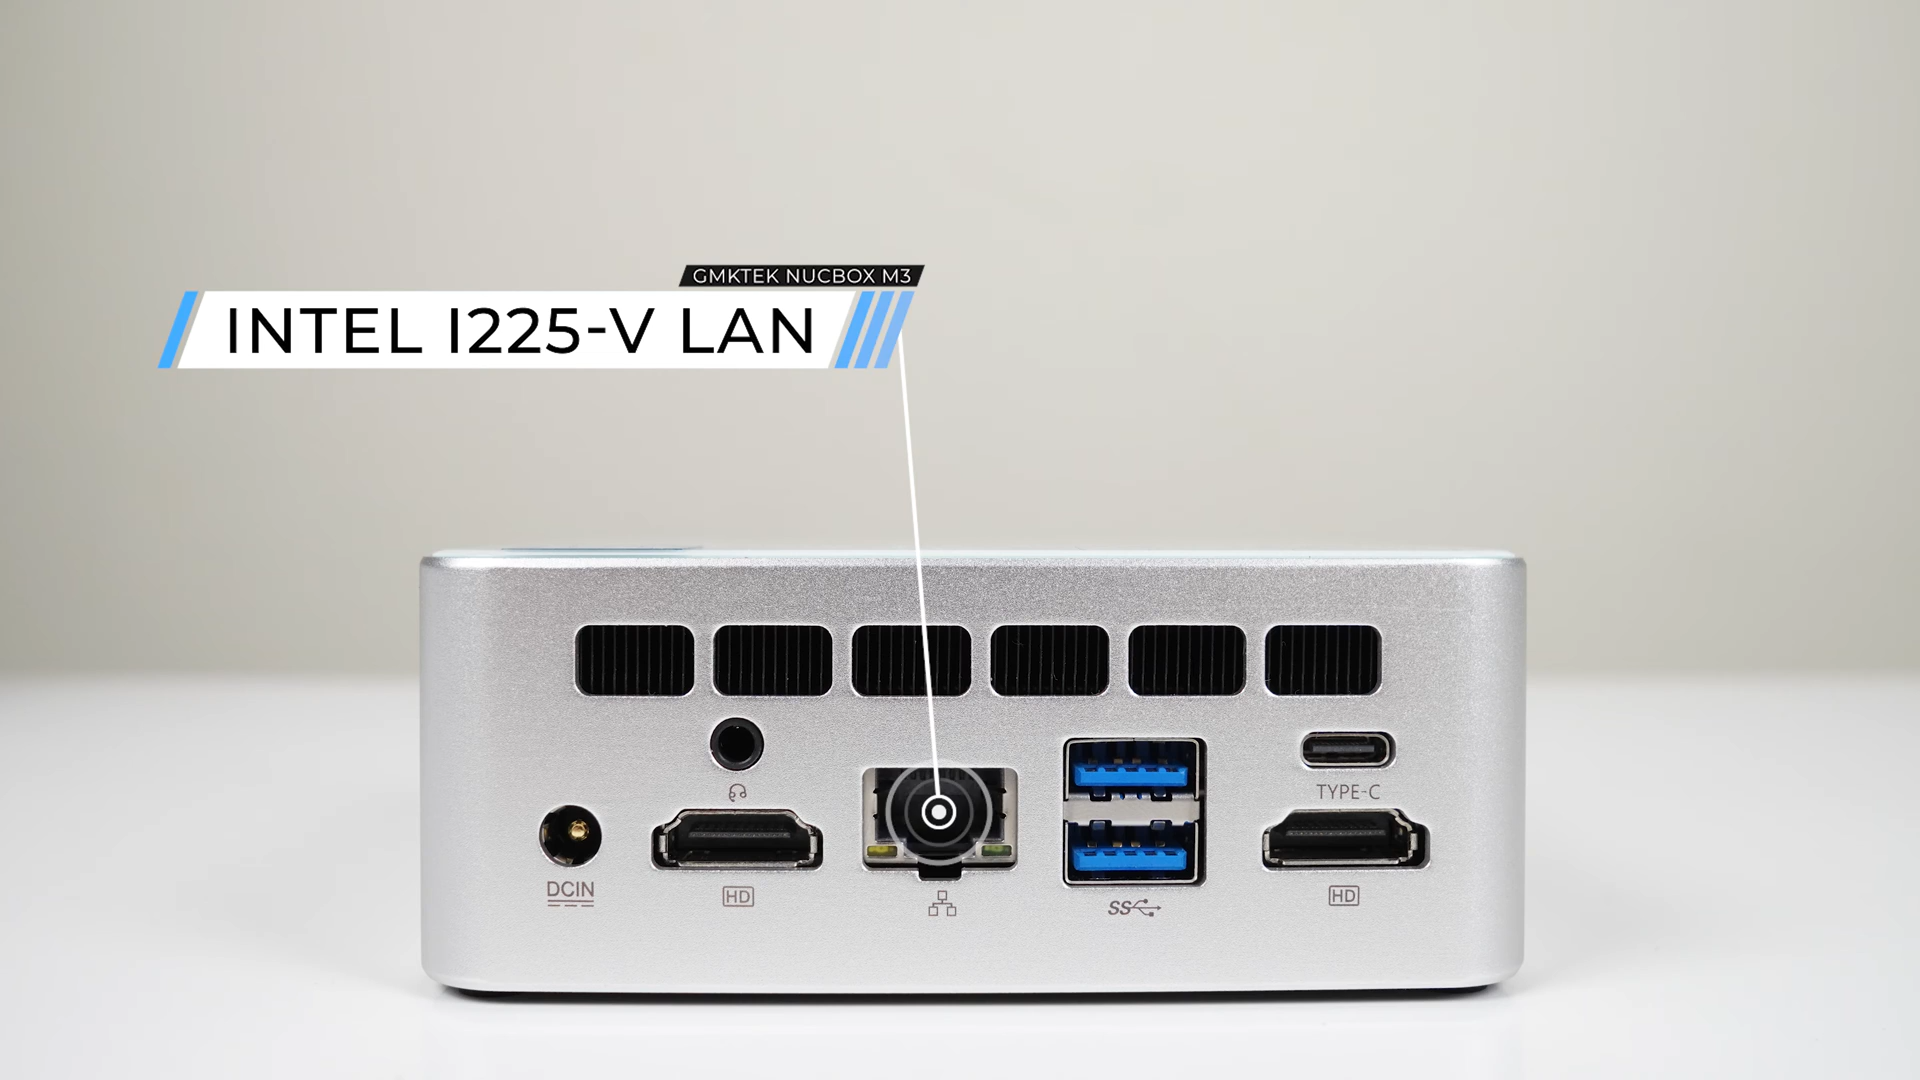 GMKTEK NUCBOX M3
INTEL I225-V LAN
TYPE-C
DCIN
HD
SS
HD